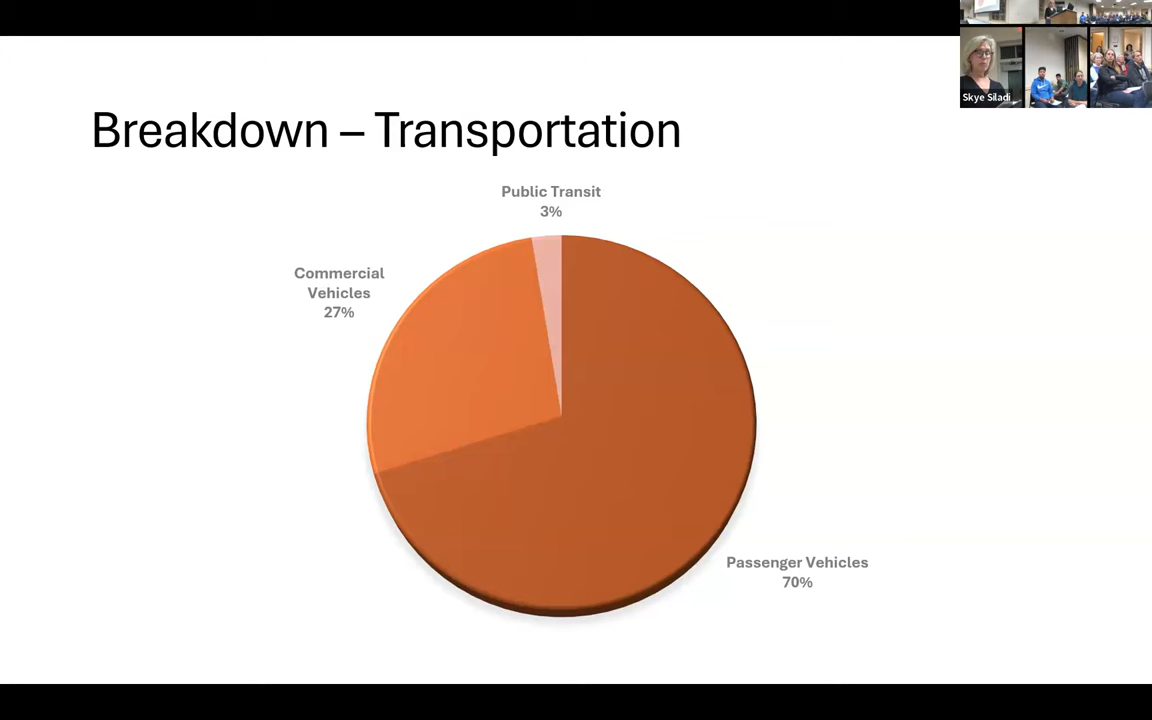 Skye Siladi
Breakdown – Transportation
Public Transit
3%
Commercial
Vehicles
27%
Passenger Vehicles
70%